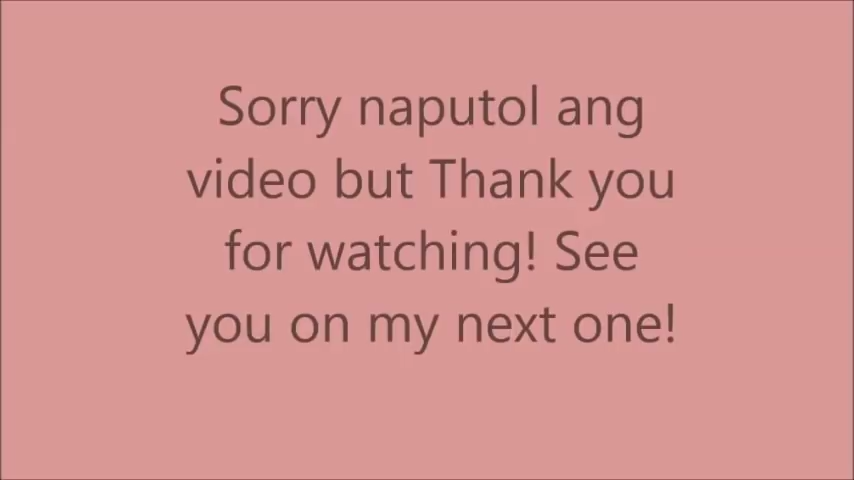 Sorry naputol ang
video but Thank you
for watching! See
you on my next one!